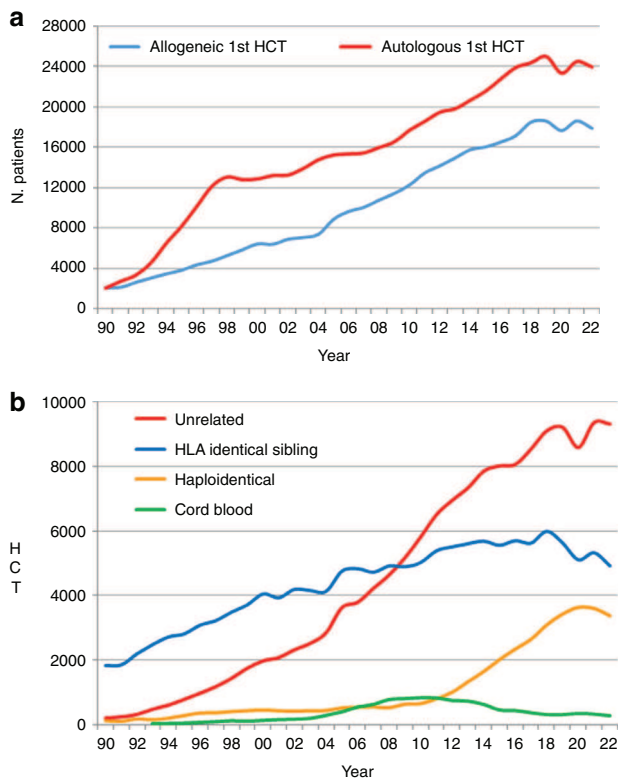 a
28000
24000
20000
16000
12000
8000
4000
0
N. patients
Allogeneic 1st HCT
Autologous 1st HCT
90 92 94 96 98 00 02 04 06 08 10 12 14 16 18 20 22
Year
b
10000
8000
6000
4000
2000
0
H
C
T
Unrelated
HLA identical sibling
Haploidentical
Cord blood
90 92 94 96 98 00 02 04 06 08 10 12 14 16 18 20 22
Year